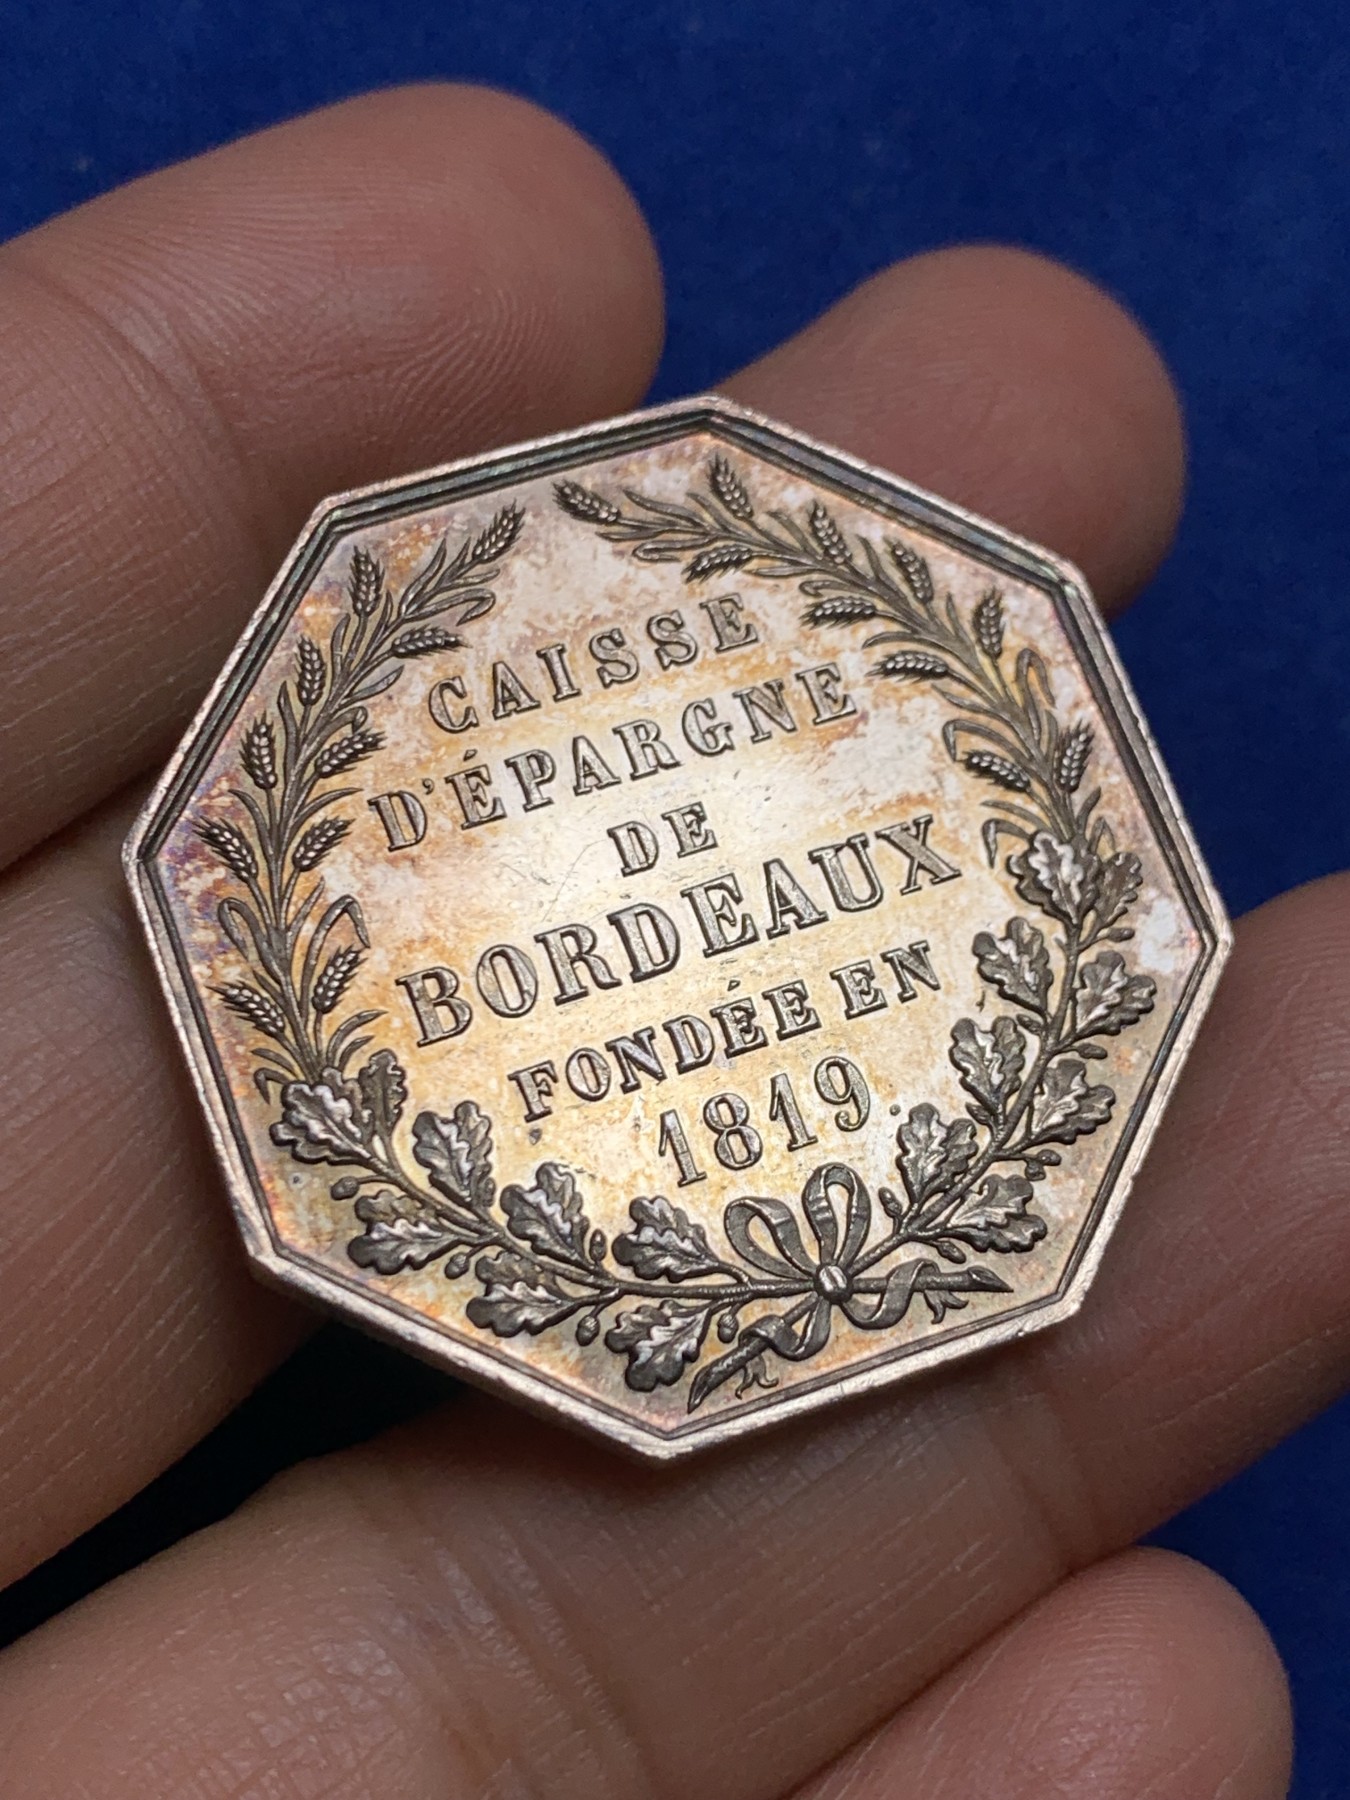 CAISSE
D'ÉPARGNE
DE
BORDEAUX
FONDÉE EN
1819